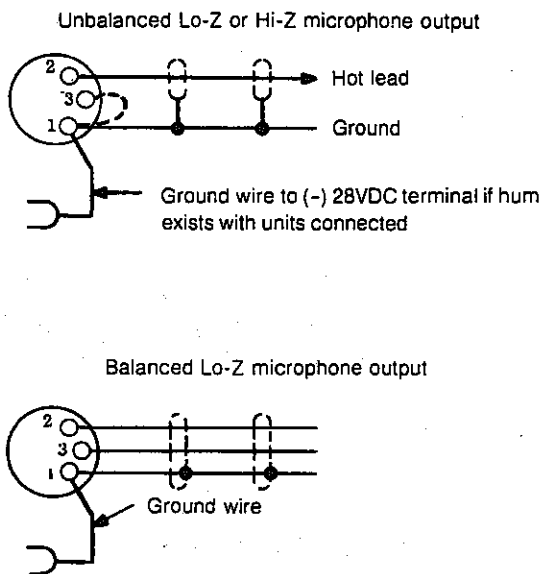 Unbalanced Lo-Z or Hi-Z microphone output
2
Hot lead
3
1
Ground
Ground wire to (-) 28VDC terminal if hum
exists with units connected
Balanced Lo-Z microphone output
2
3
1
Ground wire